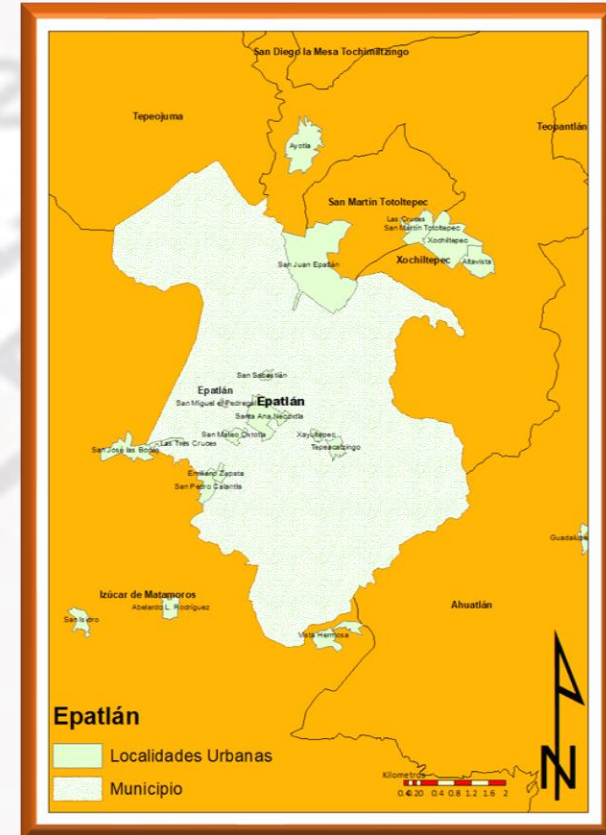 San Diego la Mesa Tochimiltzingo
Tepeojuma
Teopantlán
Ayotla
San Martín Totoltepec
Las Cruces
San Martín Totoltepec
Xochiltepec
Xochiltepec
Altavista
San Juan Epatlán
San Sebastián
Epatlán
San Miguel el Pedregal
Epatlán
Santa Ana Necoxtla
San Mateo
Xayultepec
Tepeacatzingo
Las Tres Cruces
San José las Bocas
Emiliano Zapata
San Pedro Calantla
Guadalupe
Izúcar de Matamoros
Abelardo L. Rodríguez
Ahuatlán
San Isidro
Vista Hermosa
Epatlán
Localidades Urbanas
Municipio
Kilometros
0.4 0.20 0.4 0.8 1.2 1.6 2
N